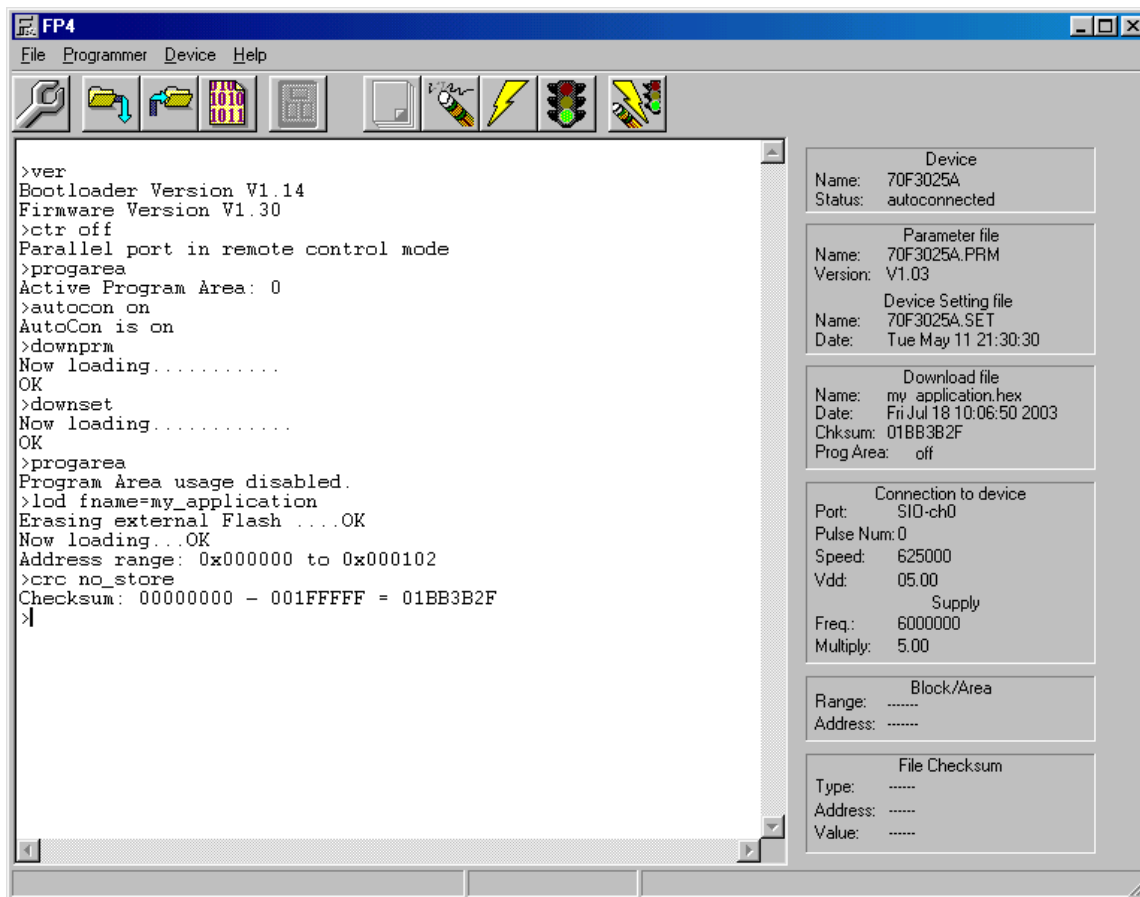 FP4
File Programmer Device Help
>ver
Bootloader Version V1.14
Firmware Version V1.30
>ctr off
Parallel port in remote control mode
>progarea
Active Program Area: 0
>autocon on
AutoCon is on
>downprm
Now loading...........
OK
>downset
Now loading............
OK
>progarea
Program Area usage disabled.
>lod fname=my_application
Erasing external Flash ....OK
Now loading...OK
Address range: 0x000000 to 0x000102
>crc no_store
Checksum: 00000000 – 001FFFFF = 01BB3B2F
>
Device
Name: 70F3025A
Status: autoconnected
Parameter file
Name: 70F3025A.PRM
Version: V1.03
Device Setting file
Name: 70F3025A.SET
Date: Tue May 11 21:30:30
Download file
Name: my_application.hex
Date: Fri Jul 18 10:06:50 2003
Chksum: 01BB3B2F
Prog Area: off
Connection to device
Port: SIO-ch0
Pulse Num: 0
Speed: 625000
Vdd: 05.00
Supply
Freq.: 6000000
Multiply: 5.00
Block/Area
Range: -------
Address: -------
File Checksum
Type: ------
Address: ------
Value: ------